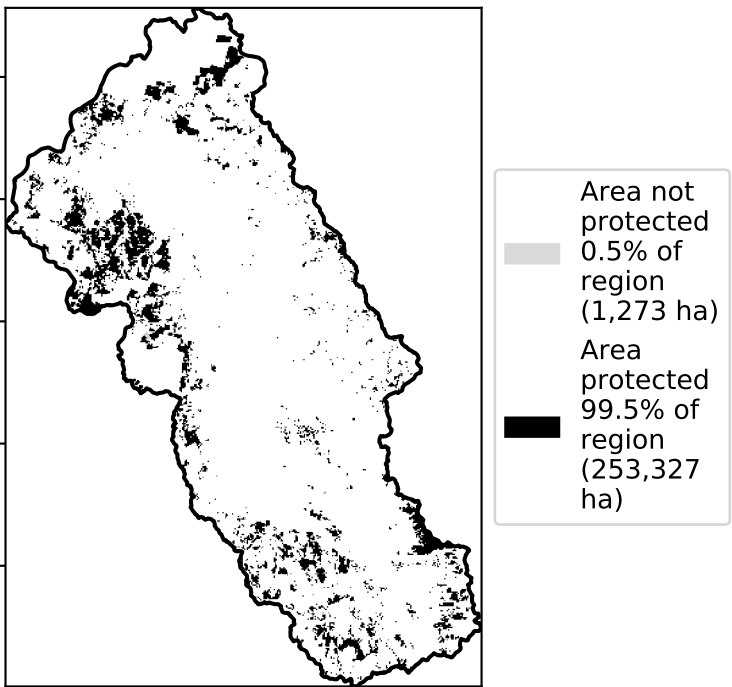 Area not
protected
0.5% of
region
(1,273 ha)
Area
protected
99.5% of
region
(253,327
ha)